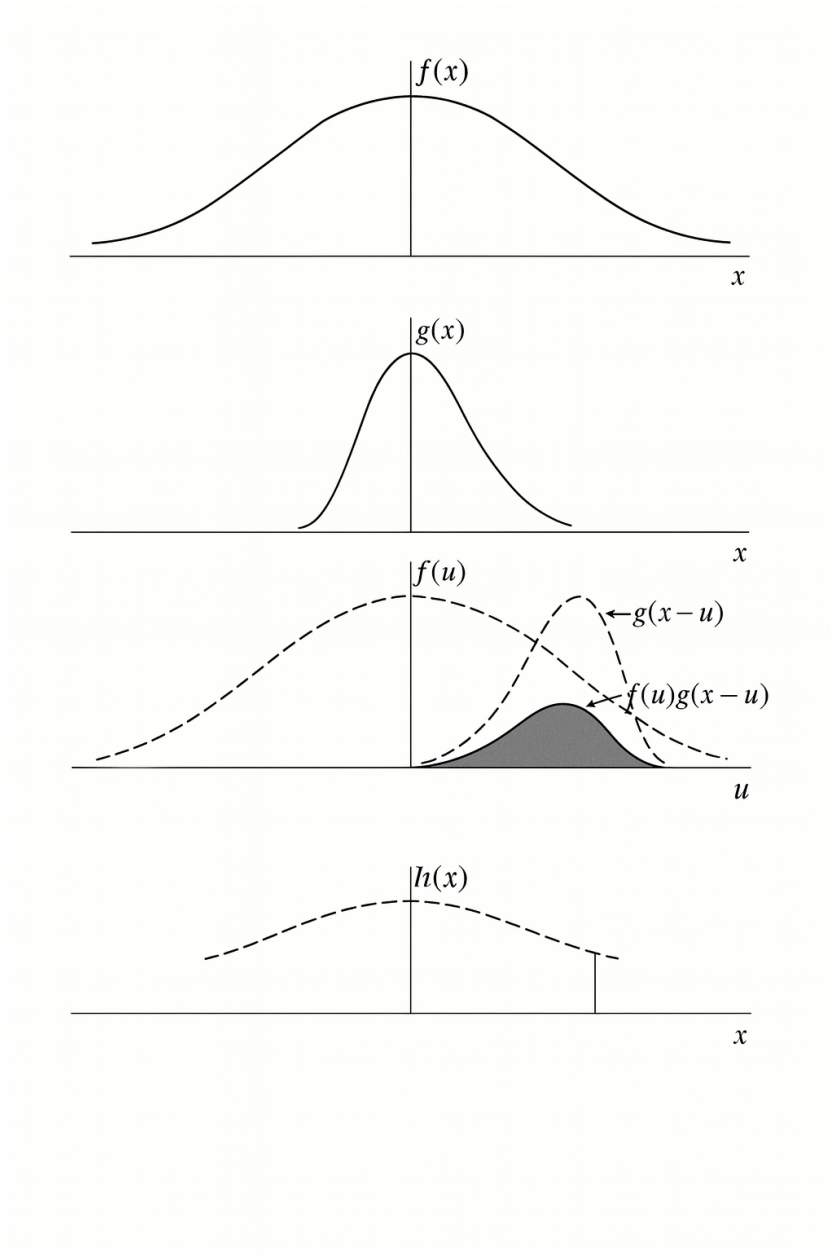 f(x)
x
g(x)
x
f(u)
g(x−u)
f(u)g(x − u)
u
h(x)
x